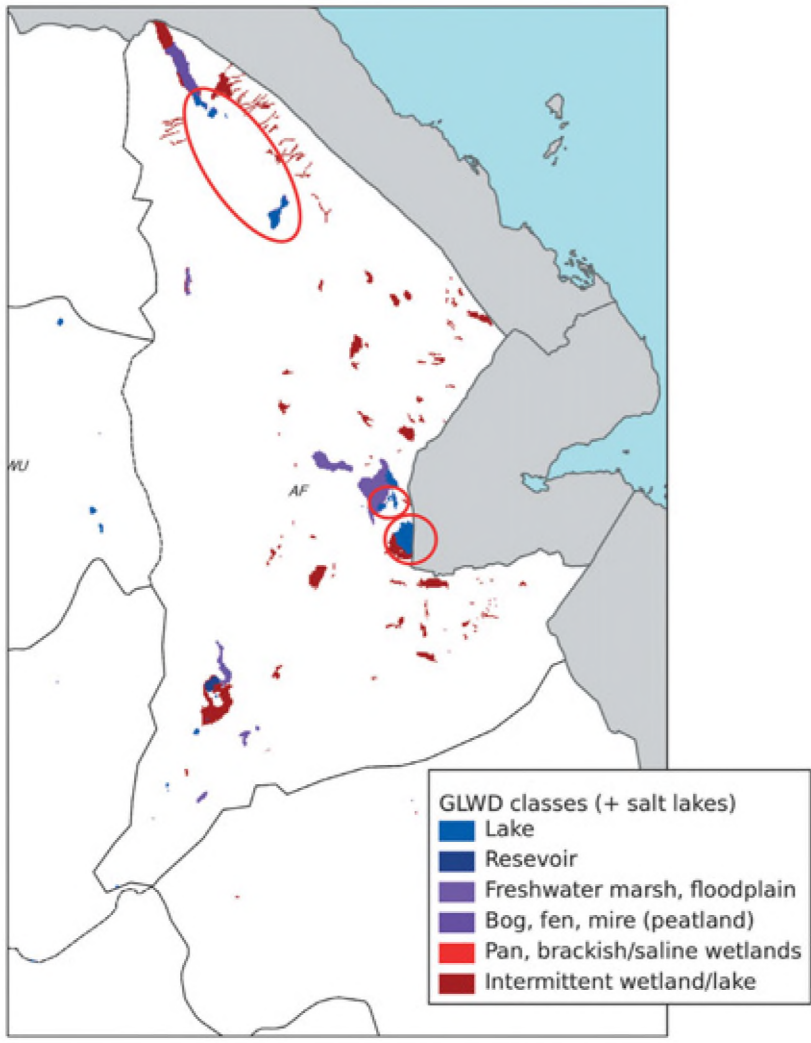 WU
AF
GLWD classes (+ salt lakes)
Lake
Resevoir
Freshwater marsh, floodplain
Bog, fen, mire (peatland)
Pan, brackish/saline wetlands
Intermittent wetland/lake